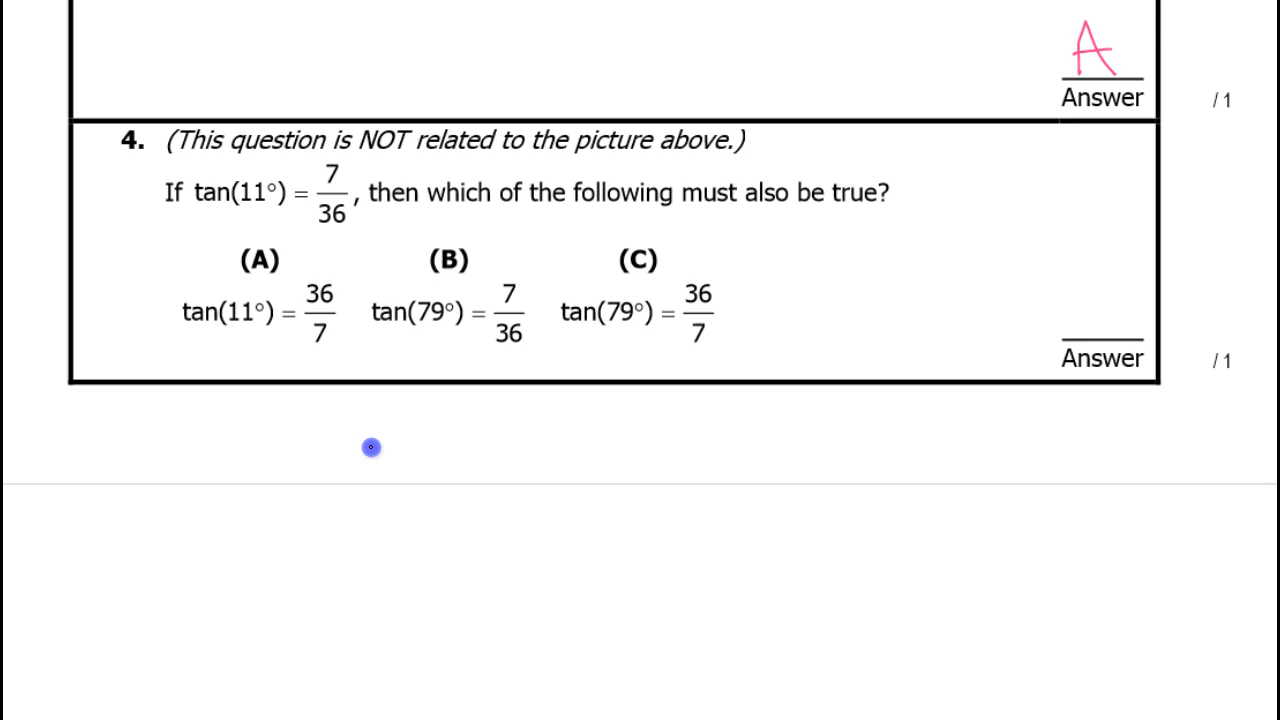 A
Answer /1
4. (This question is NOT related to the picture above.)
If tan(11°) = 7/36, then which of the following must also be true?
(A) (B) (C)
tan(11°) = 36/7 tan(79°) = 7/36 tan(79°) = 36/7
Answer /1